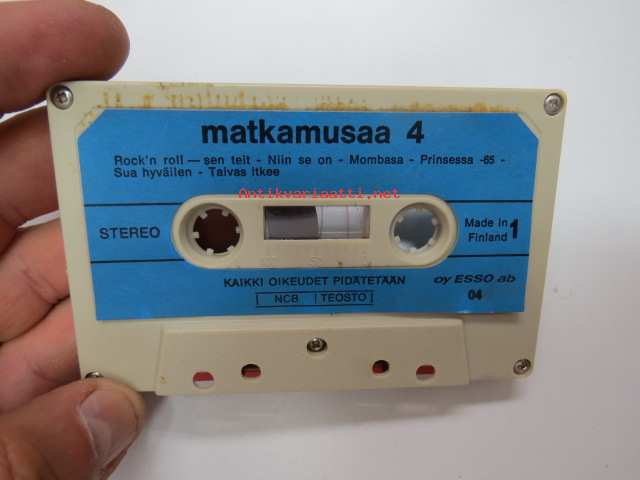 matkamusaa 4
Rock'n roll — sen teit - Niin se on - Mombasa - Prinsessa -65 -
Sua hyväilen - Taivas itkee
Antikvariaatti.net
STEREO
Made in
Finland 1
KAIKKI OIKEUDET PIDÄTETÄÄN
oy ESSO ab
NCB TEOSTO
04